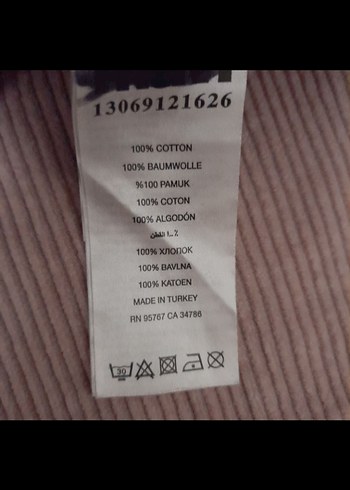 13069121626
100% COTTON
100% BAUMWOLLE
%100 PAMUK
100% COTON
100% ALGODÓN
100% ХЛОПОК
100% BAVLNA
100% KATOEN
MADE IN TURKEY
RN 95767 CA 34786
30